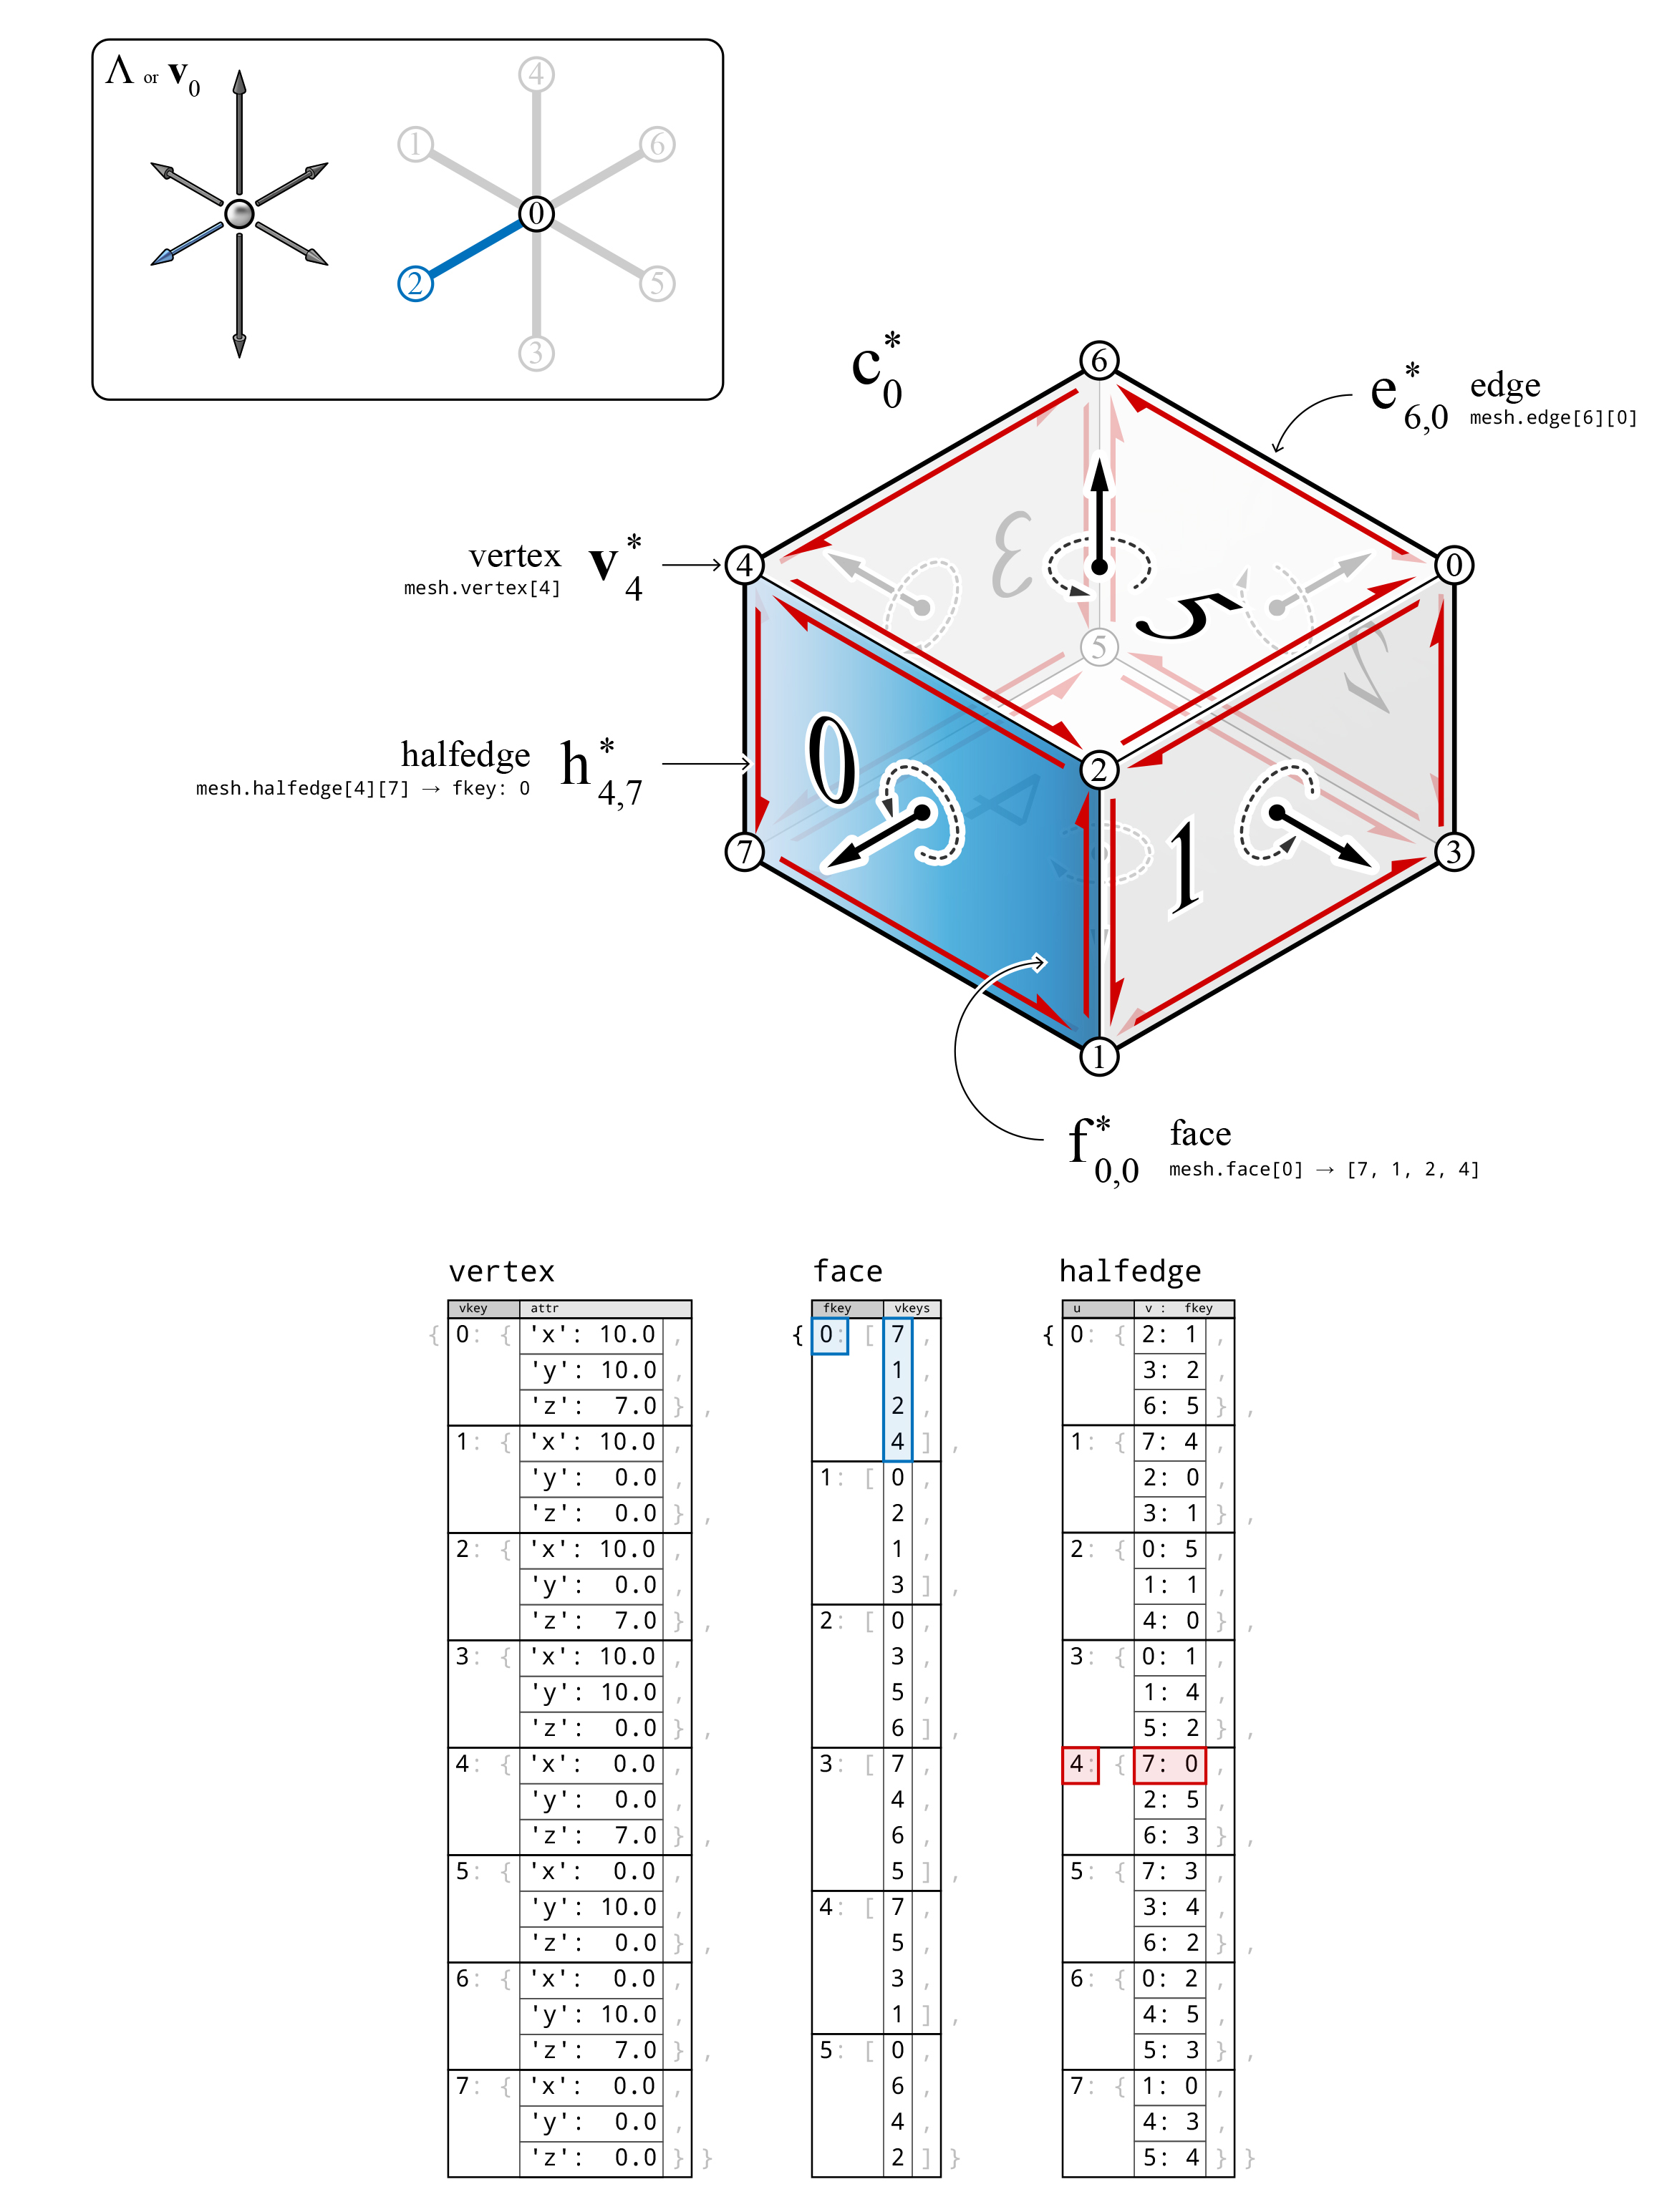 Λ or v0
4
1
6
0
2
5
3
c*0
6
e*6,0 edge
mesh.edge[6][0]
vertex v*4
mesh.vertex[4]
4
0
3
5
5
2
halfedge h*4,7
mesh.halfedge[4][7] → fkey: 0
0
2
4
7
1
3
1
f*0,0 face
mesh.face[0] → [7, 1, 2, 4]
vertex
vkey attr
{ 0: { 'x': 10.0 ,
'y': 10.0 ,
'z': 7.0 } ,
1: { 'x': 10.0 ,
'y': 0.0 ,
'z': 0.0 } ,
2: { 'x': 10.0 ,
'y': 0.0 ,
'z': 7.0 } ,
3: { 'x': 10.0 ,
'y': 10.0 ,
'z': 0.0 } ,
4: { 'x': 0.0 ,
'y': 0.0 ,
'z': 7.0 } ,
5: { 'x': 0.0 ,
'y': 10.0 ,
'z': 0.0 } ,
6: { 'x': 0.0 ,
'y': 10.0 ,
'z': 7.0 } ,
7: { 'x': 0.0 ,
'y': 0.0 ,
'z': 0.0 } }
face
fkey vkeys
{ 0: [ 7 ,
1 ,
2 ,
4 ] ,
1: [ 0 ,
2 ,
1 ,
3 ] ,
2: [ 0 ,
3 ,
5 ,
6 ] ,
3: [ 7 ,
4 ,
6 ,
5 ] ,
4: [ 7 ,
5 ,
3 ,
1 ] ,
5: [ 0 ,
6 ,
4 ,
2 ] }
halfedge
u v : fkey
{ 0: { 2: 1 ,
3: 2 ,
6: 5 } ,
1: { 7: 4 ,
2: 0 ,
3: 1 } ,
2: { 0: 5 ,
1: 1 ,
4: 0 } ,
3: { 0: 1 ,
1: 4 ,
5: 2 } ,
4: { 7: 0 ,
2: 5 ,
6: 3 } ,
5: { 7: 3 ,
3: 4 ,
6: 2 } ,
6: { 0: 2 ,
4: 5 ,
5: 3 } ,
7: { 1: 0 ,
4: 3 ,
5: 4 } }